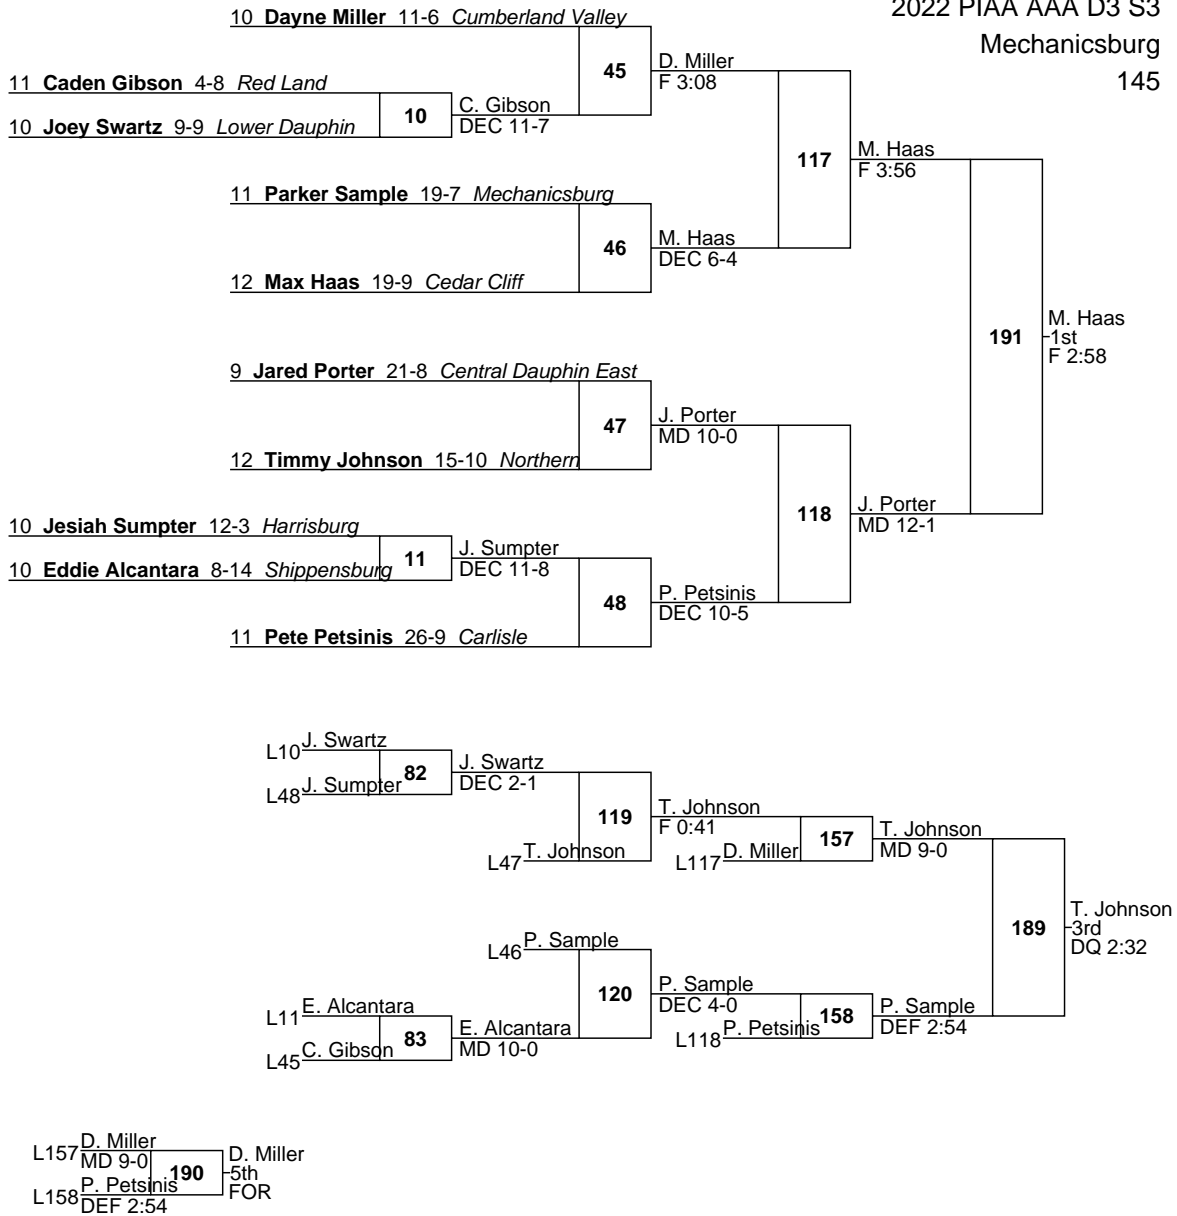 2022 PIAA AAA D3 S3
Mechanicsburg
145
10 Dayne Miller 11-6 Cumberland Valley
11 Caden Gibson 4-8 Red Land
10 Joey Swartz 9-9 Lower Dauphin
10
C. Gibson
DEC 11-7
45
D. Miller
F 3:08
11 Parker Sample 19-7 Mechanicsburg
12 Max Haas 19-9 Cedar Cliff
46
M. Haas
DEC 6-4
117
M. Haas
F 3:56
9 Jared Porter 21-8 Central Dauphin East
12 Timmy Johnson 15-10 Northern
47
J. Porter
MD 10-0
10 Jesiah Sumpter 12-3 Harrisburg
10 Eddie Alcantara 8-14 Shippensburg
11
J. Sumpter
DEC 11-8
11 Pete Petsinis 26-9 Carlisle
48
P. Petsinis
DEC 10-5
118
J. Porter
MD 12-1
191
M. Haas
1st
F 2:58
L10 J. Swartz
L48 J. Sumpter
82
J. Swartz
DEC 2-1
L47 T. Johnson
119
T. Johnson
F 0:41
L117 D. Miller
157
T. Johnson
MD 9-0
L46 P. Sample
L11 E. Alcantara
L45 C. Gibson
83
E. Alcantara
MD 10-0
120
P. Sample
DEC 4-0
L118 P. Petsinis
158
P. Sample
DEF 2:54
189
T. Johnson
3rd
DQ 2:32
L157 D. Miller
MD 9-0
L158 P. Petsinis
DEF 2:54
190
D. Miller
5th
FOR